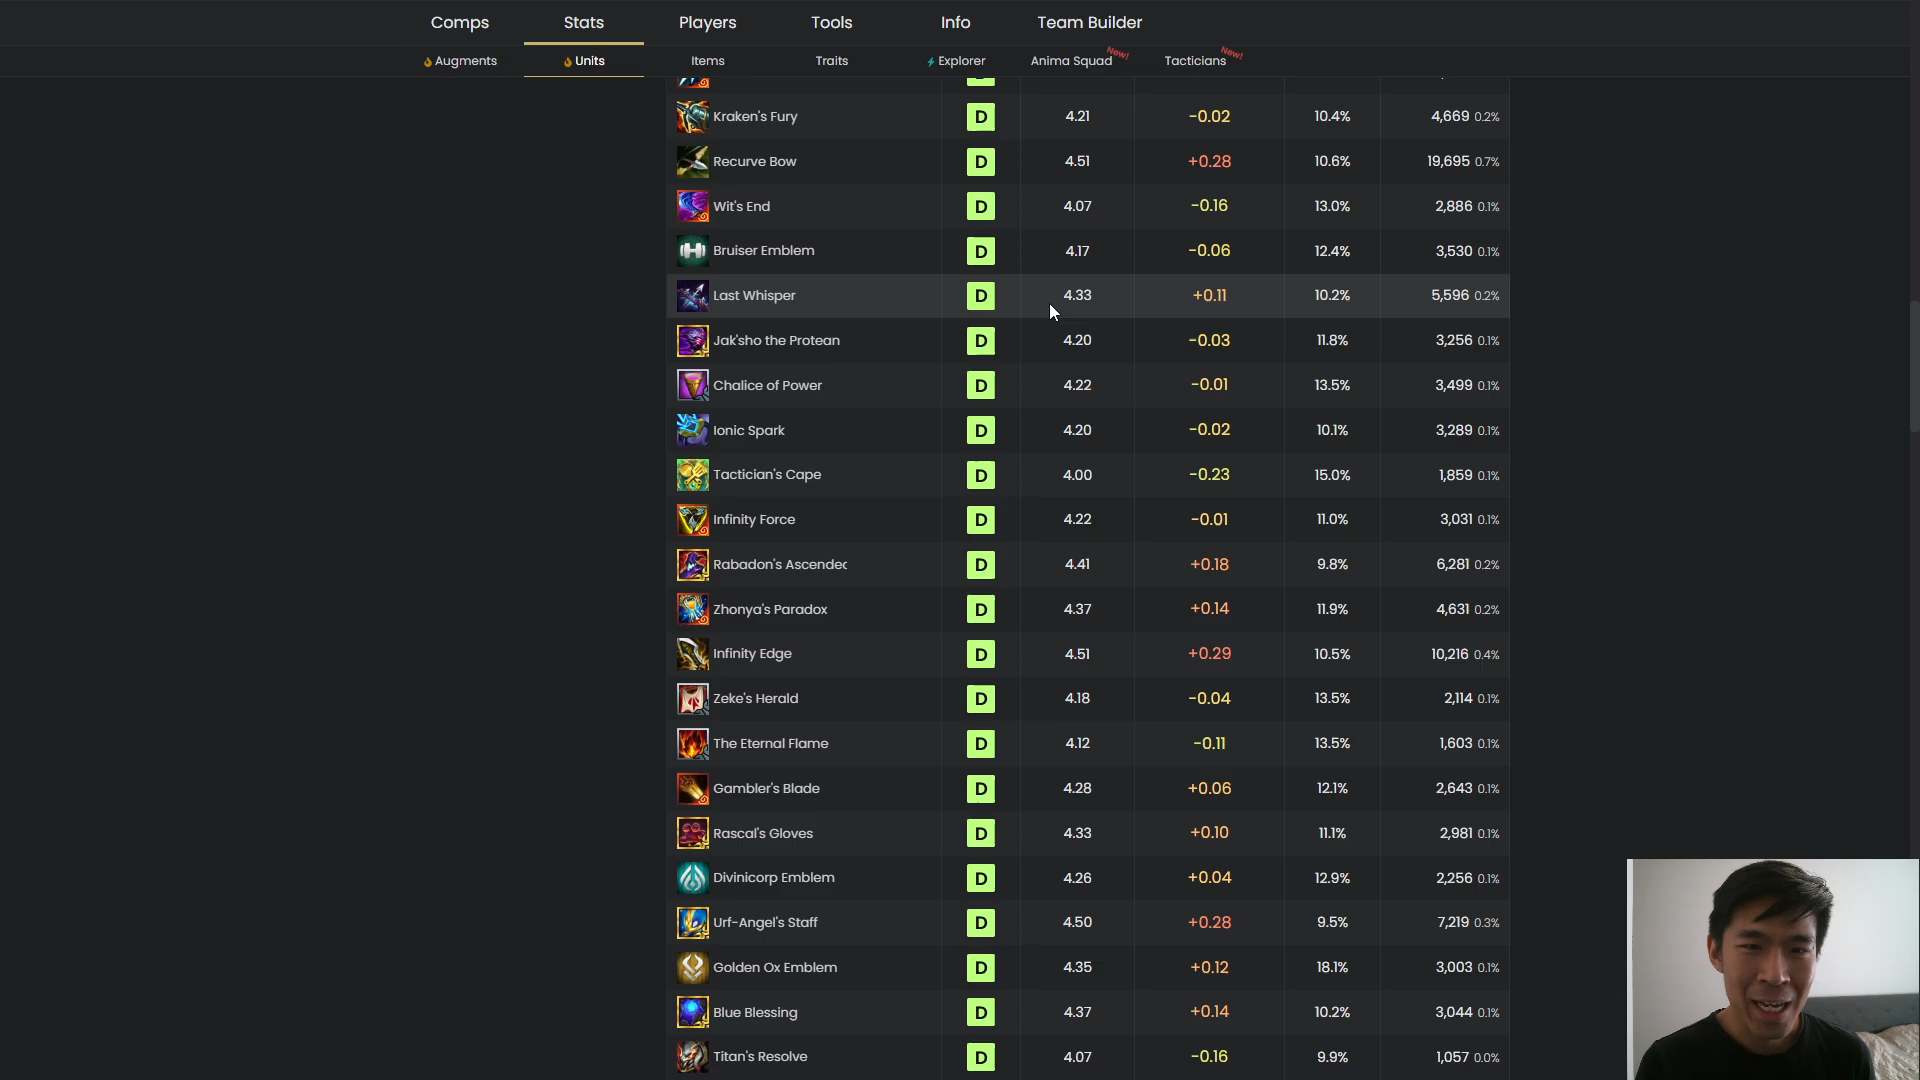 Comps Stats Players Tools Info Team Builder
Augments Units Items Traits Explorer Anima Squad New! Tacticians New!
Kraken's Fury D 4.21 -0.02 10.4% 4,669 0.2%
Recurve Bow D 4.51 +0.28 10.6% 19,695 0.7%
Wit's End D 4.07 -0.16 13.0% 2,886 0.1%
Bruiser Emblem D 4.17 -0.06 12.4% 3,530 0.1%
Last Whisper D 4.33 +0.11 10.2% 5,596 0.2%
Jak'sho the Protean D 4.20 -0.03 11.8% 3,256 0.1%
Chalice of Power D 4.22 -0.01 13.5% 3,499 0.1%
Ionic Spark D 4.20 -0.02 10.1% 3,289 0.1%
Tactician's Cape D 4.00 -0.23 15.0% 1,859 0.1%
Infinity Force D 4.22 -0.01 11.0% 3,031 0.1%
Rabadon's Ascended D 4.41 +0.18 9.8% 6,281 0.2%
Zhonya's Paradox D 4.37 +0.14 11.9% 4,631 0.2%
Infinity Edge D 4.51 +0.29 10.5% 10,216 0.4%
Zeke's Herald D 4.18 -0.04 13.5% 2,114 0.1%
The Eternal Flame D 4.12 -0.11 13.5% 1,603 0.1%
Gambler's Blade D 4.28 +0.06 12.1% 2,643 0.1%
Rascal's Gloves D 4.33 +0.10 11.1% 2,981 0.1%
Divinicorp Emblem D 4.26 +0.04 12.9% 2,256 0.1%
Urf-Angel's Staff D 4.50 +0.28 9.5% 7,219 0.3%
Golden Ox Emblem D 4.35 +0.12 18.1% 3,003 0.1%
Blue Blessing D 4.37 +0.14 10.2% 3,044 0.1%
Titan's Resolve D 4.07 -0.16 9.9% 1,057 0.0%